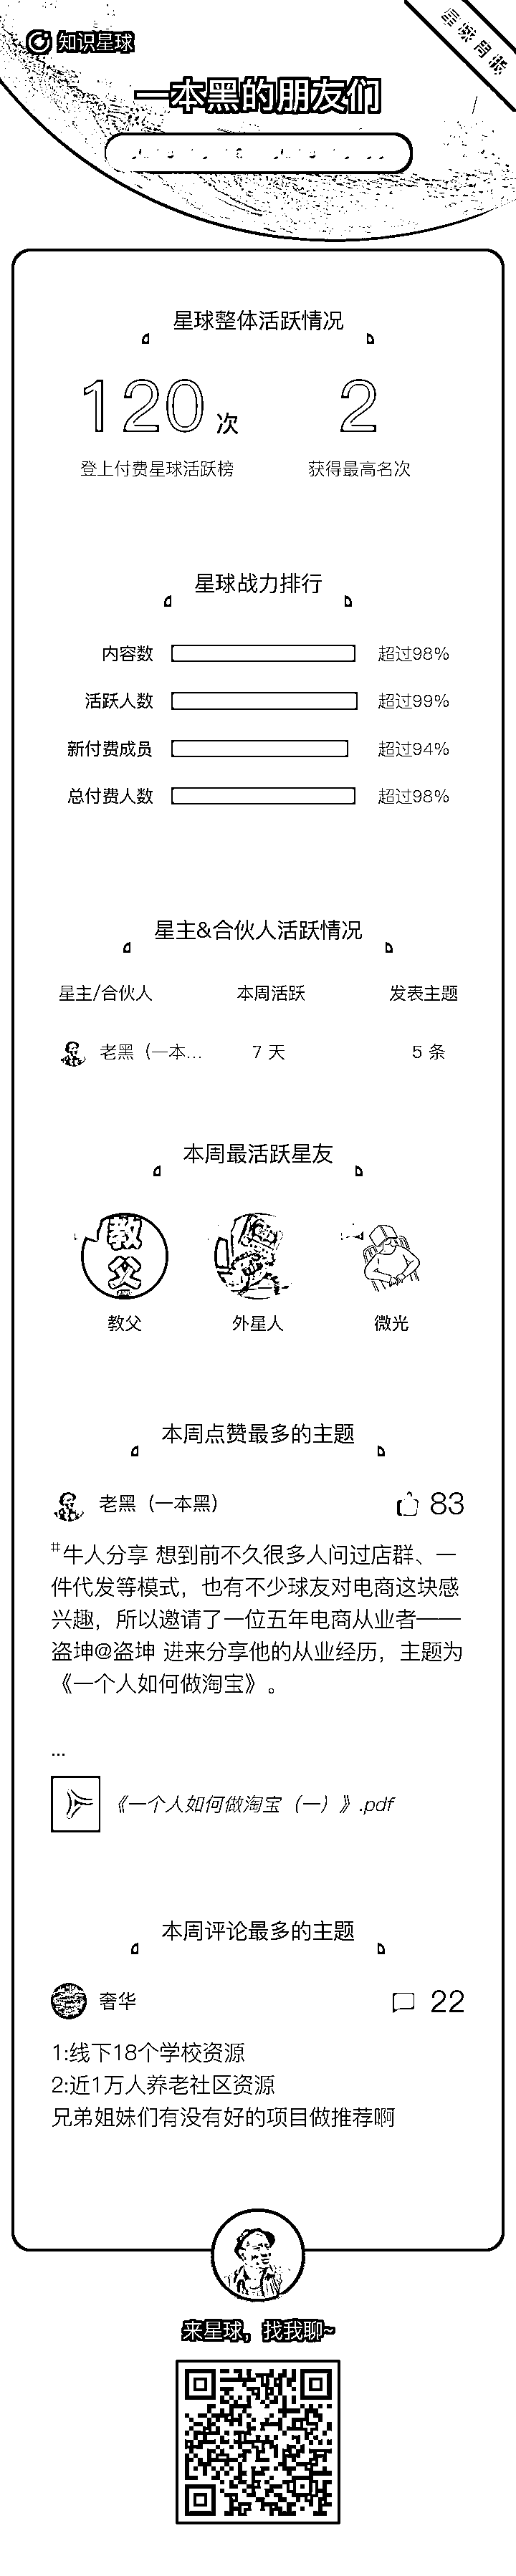 知识星球
一本黑的朋友们
星球整体活跃情况
120 次
2
登上付费星球活跃榜
获得最高名次
星球战力排行
内容数 超过98%
活跃人数 超过99%
新付费成员 超过94%
总付费人数 超过98%
星主&合伙人活跃情况
星主/合伙人 本周活跃 发表主题
老黑（一本... 7 天 5 条
本周最活跃星友
教
父
教父 外星人 微光
本周点赞最多的主题
老黑（一本黑） 83
#牛人分享 想到前不久很多人问过店群、一
件代发等模式，也有不少球友对电商这块感
兴趣，所以邀请了一位五年电商从业者——
盗坤@盗坤 进来分享他的从业经历，主题为
《一个人如何做淘宝》。
...
《一个人如何做淘宝（一）》.pdf
本周评论最多的主题
奢华 22
1:线下18个学校资源
2:近1万人养老社区资源
兄弟姐妹们有没有好的项目做推荐啊
来星球，找我聊~